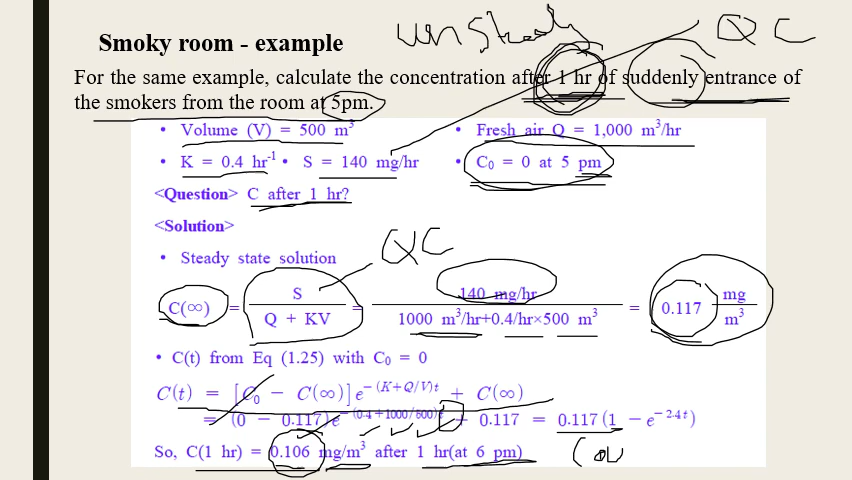 unsteady
QC
Smoky room - example
For the same example, calculate the concentration after 1 hr of suddenly entrance of
the smokers from the room at 5pm.
• Volume (V) = 500 m³ • Fresh air Q = 1,000 m³/hr
• K = 0.4 hr⁻¹ • S = 140 mg/hr • C₀ = 0 at 5 pm
<Question> C after 1 hr?
<Solution>
QC
• Steady state solution
C(∞) = S / (Q + KV) = 140 mg/hr / (1000 m³/hr+0.4/hr×500 m³) = 0.117 mg/m³
• C(t) from Eq (1.25) with C₀ = 0
C(t) = [C₀ − C(∞)] e^−(K+Q/V)t + C(∞)
= (0 − 0.117) e^−(0.4+1000/600)t + 0.117 = 0.117(1 − e^−2.4t)
So, C(1 hr) = 0.106 mg/m³ after 1 hr(at 6 pm)